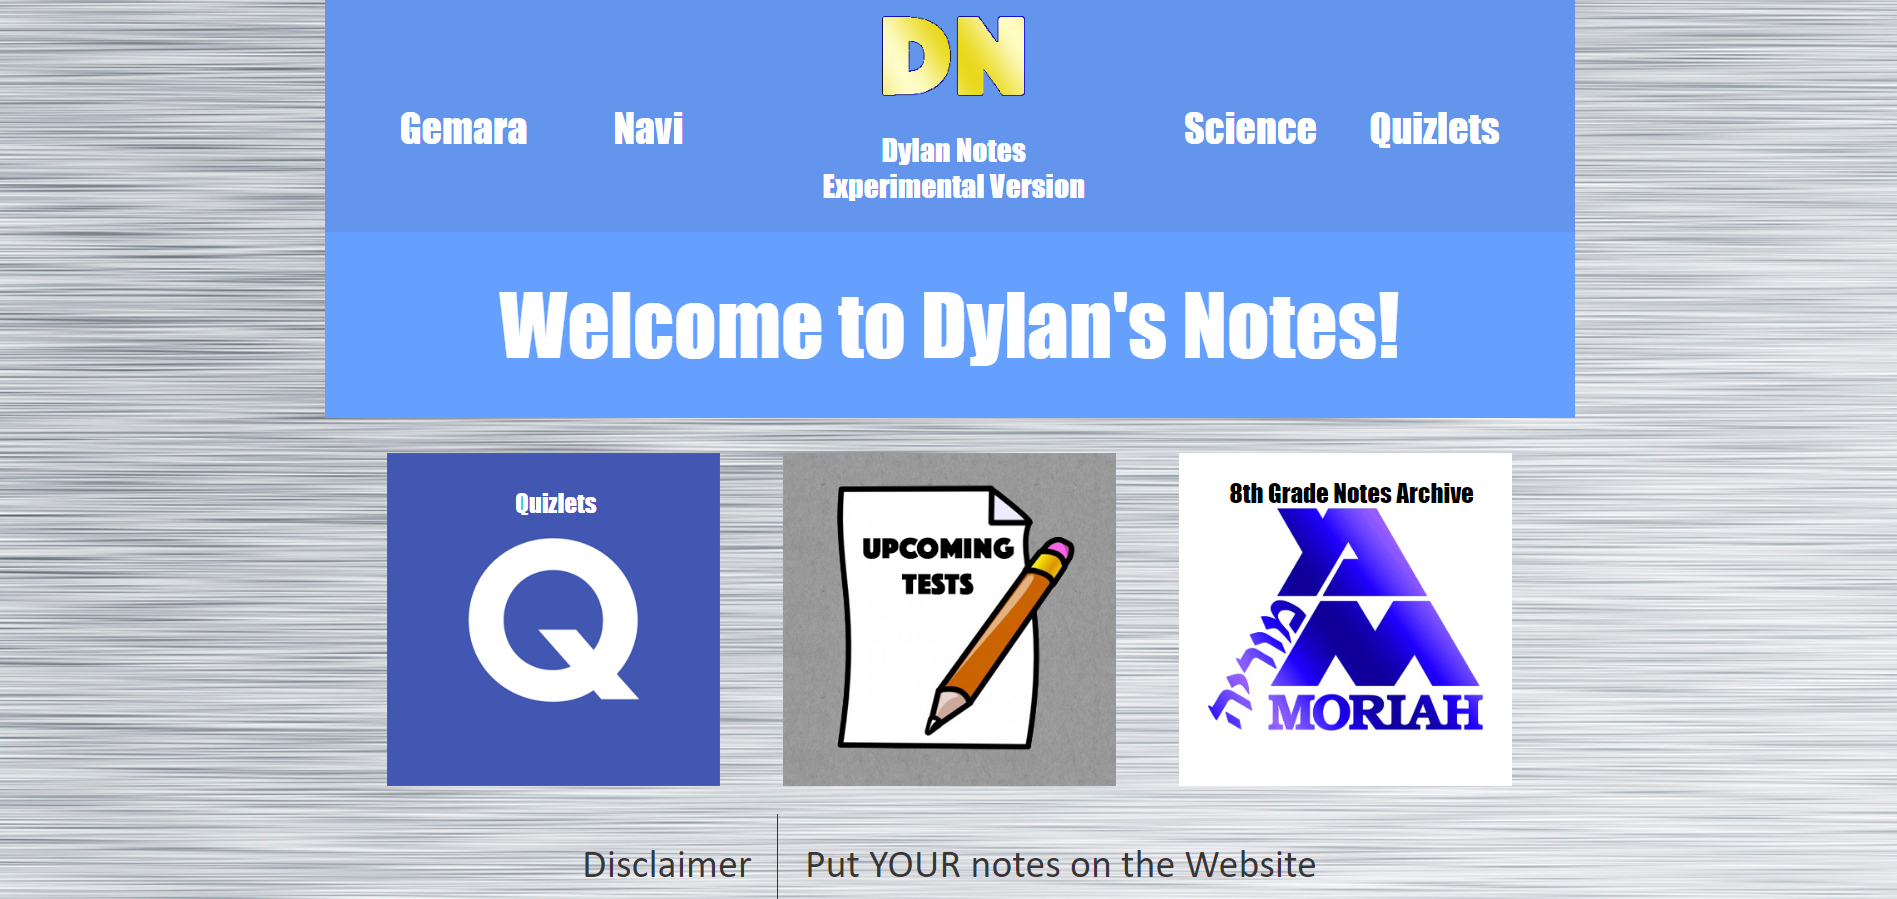 DN
Gemara
Navi
Dylan Notes
Experimental Version
Science
Quizlets
Welcome to Dylan's Notes!
Quizlets
Q
UPCOMING
TESTS
8th Grade Notes Archive
מוריה
MORIAH
Disclaimer
Put YOUR notes on the Website